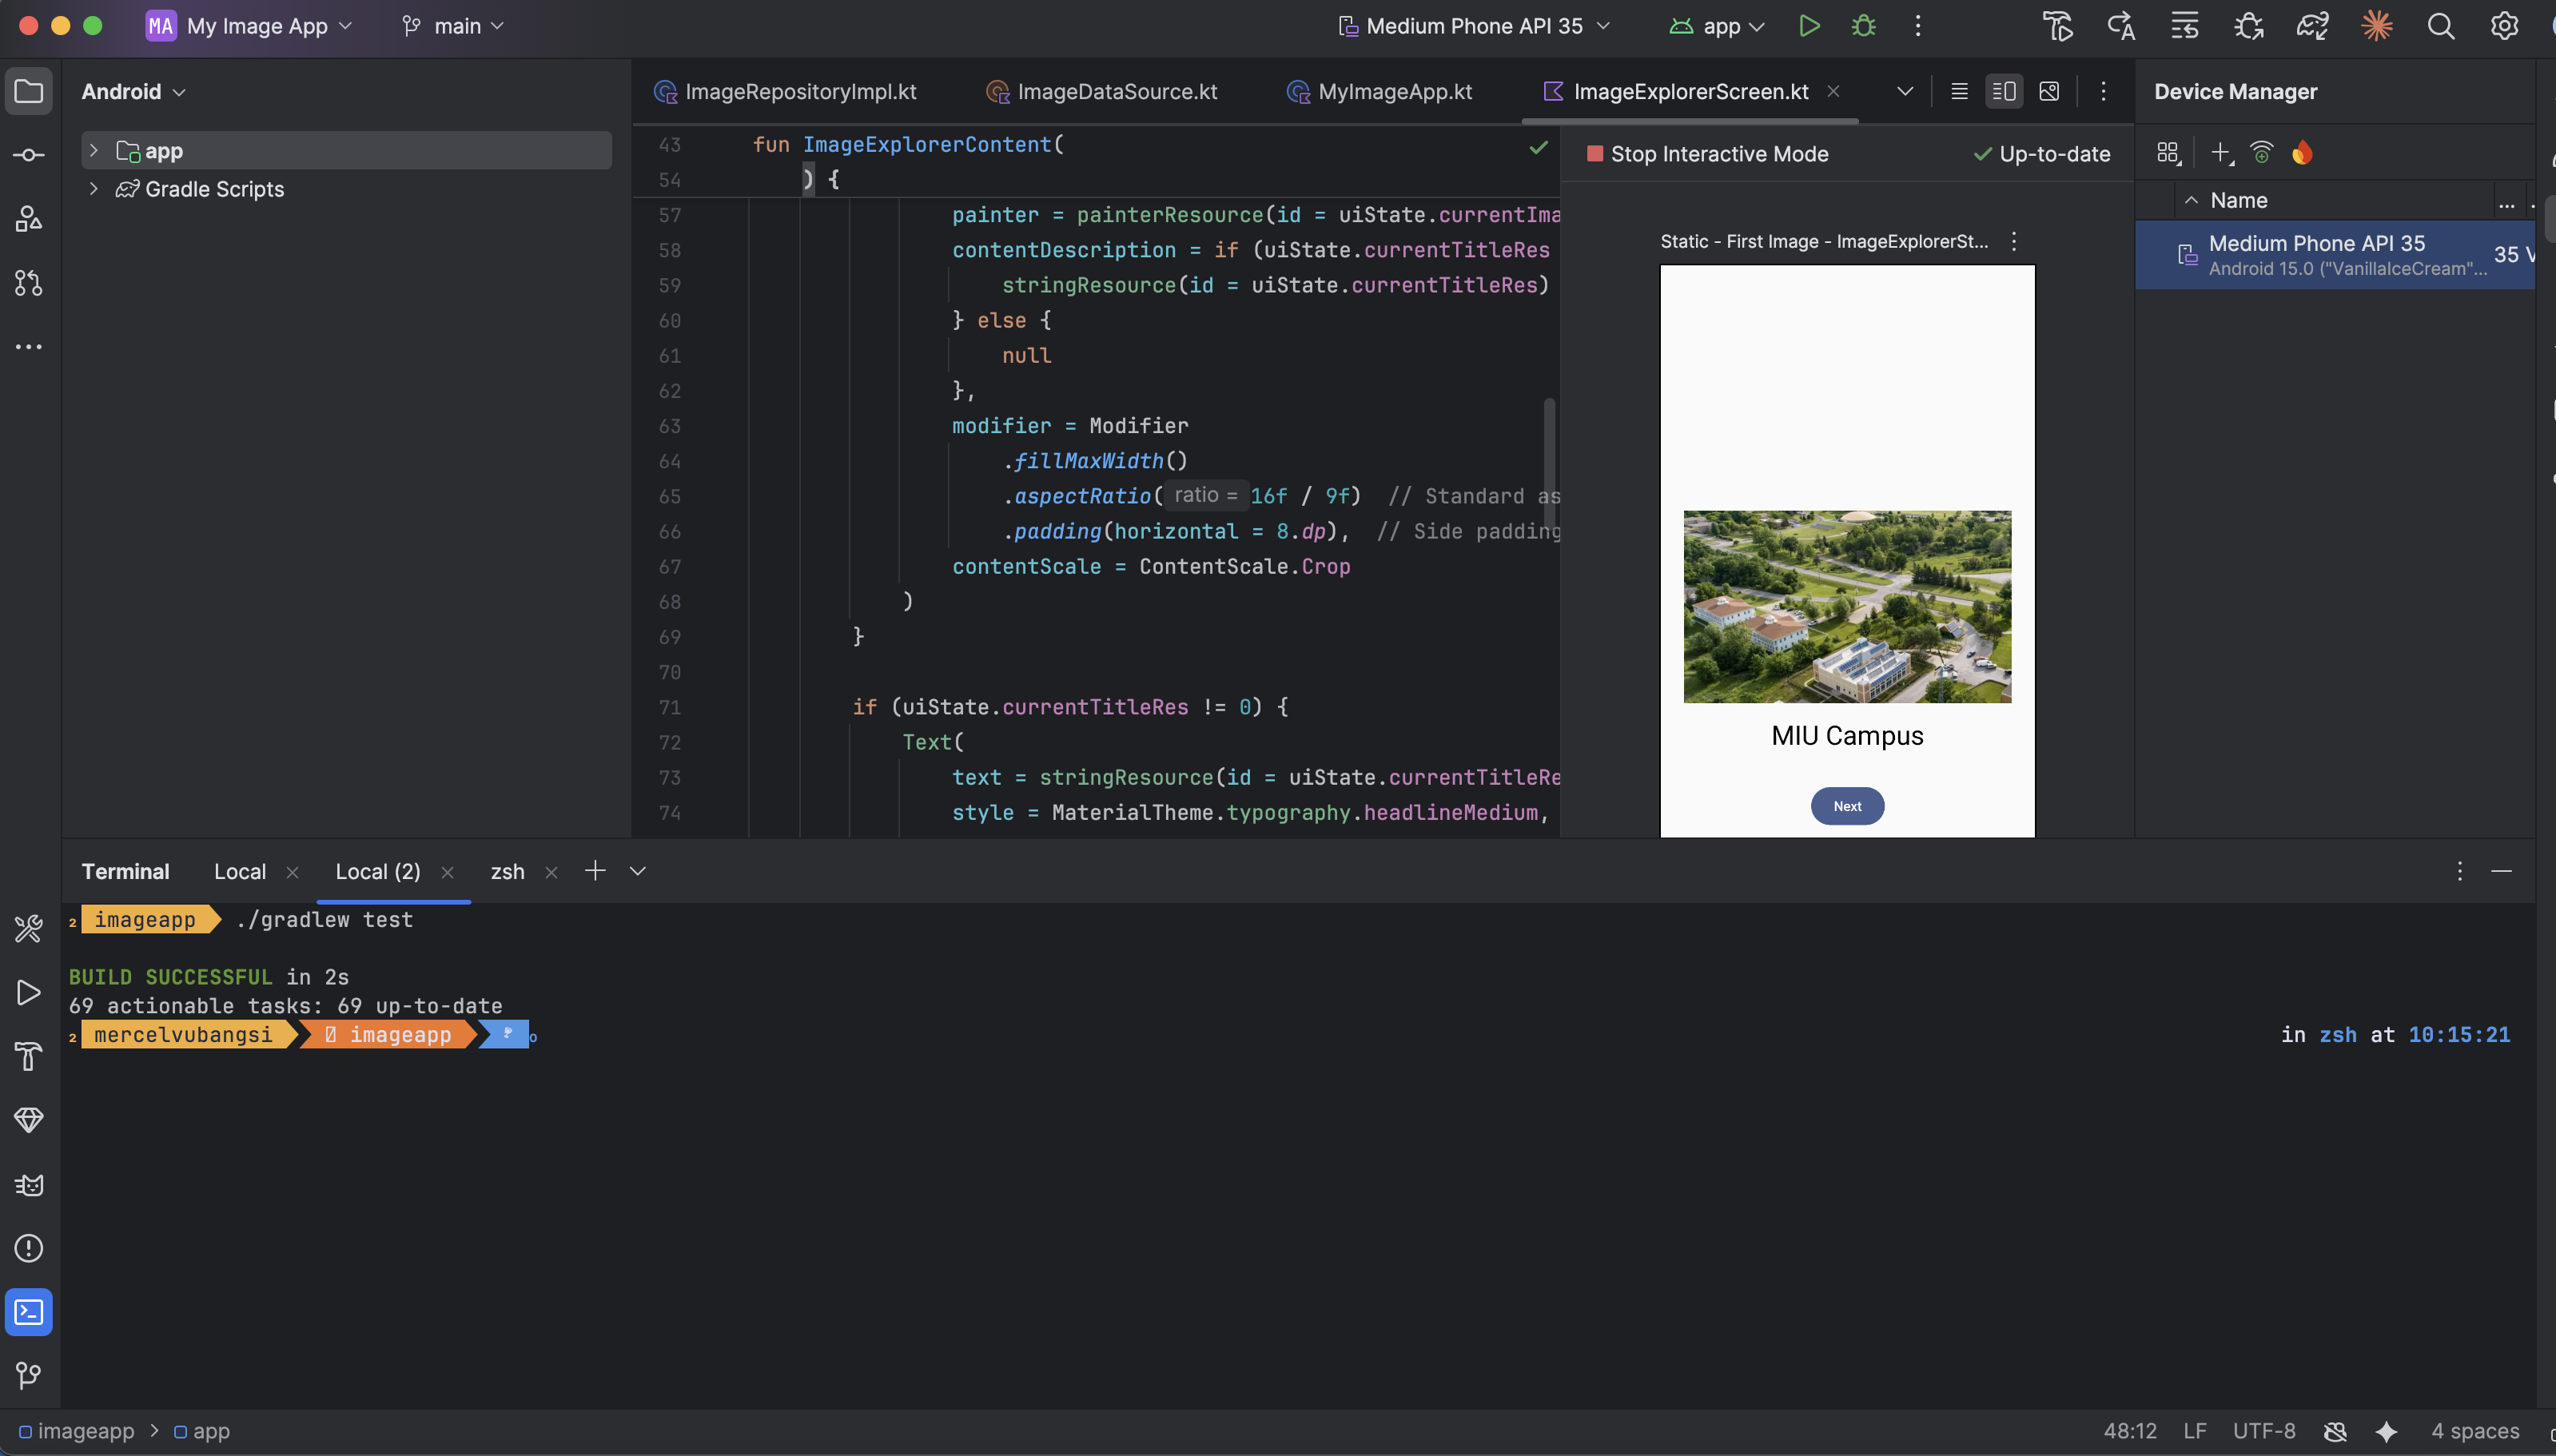 MA My Image App main Medium Phone API 35 app
Android
app
Gradle Scripts
ImageRepositoryImpl.kt ImageDataSource.kt MyImageApp.kt ImageExplorerScreen.kt
43 fun ImageExplorerContent(
54 ) {
57 painter = painterResource(id = uiState.currentIma
58 contentDescription = if (uiState.currentTitleRes
59 stringResource(id = uiState.currentTitleRes)
60 } else {
61 null
62 },
63 modifier = Modifier
64 .fillMaxWidth()
65 .aspectRatio( ratio = 16f / 9f) // Standard as
66 .padding(horizontal = 8.dp), // Side padding
67 contentScale = ContentScale.Crop
68 )
69 }
70
71 if (uiState.currentTitleRes != 0) {
72 Text(
73 text = stringResource(id = uiState.currentTitleRe
74 style = MaterialTheme.typography.headlineMedium,
Stop Interactive Mode Up-to-date
Static - First Image - ImageExplorerSt...
MIU Campus
Next
Device Manager
Name ...
Medium Phone API 35
Android 15.0 ("VanillaIceCream"... 35 V
Terminal Local Local (2) zsh
2 imageapp ./gradlew test
BUILD SUCCESSFUL in 2s
69 actionable tasks: 69 up-to-date
2 mercelvubangsi imageapp in zsh at 10:15:21
imageapp > app 48:12 LF UTF-8 4 spaces